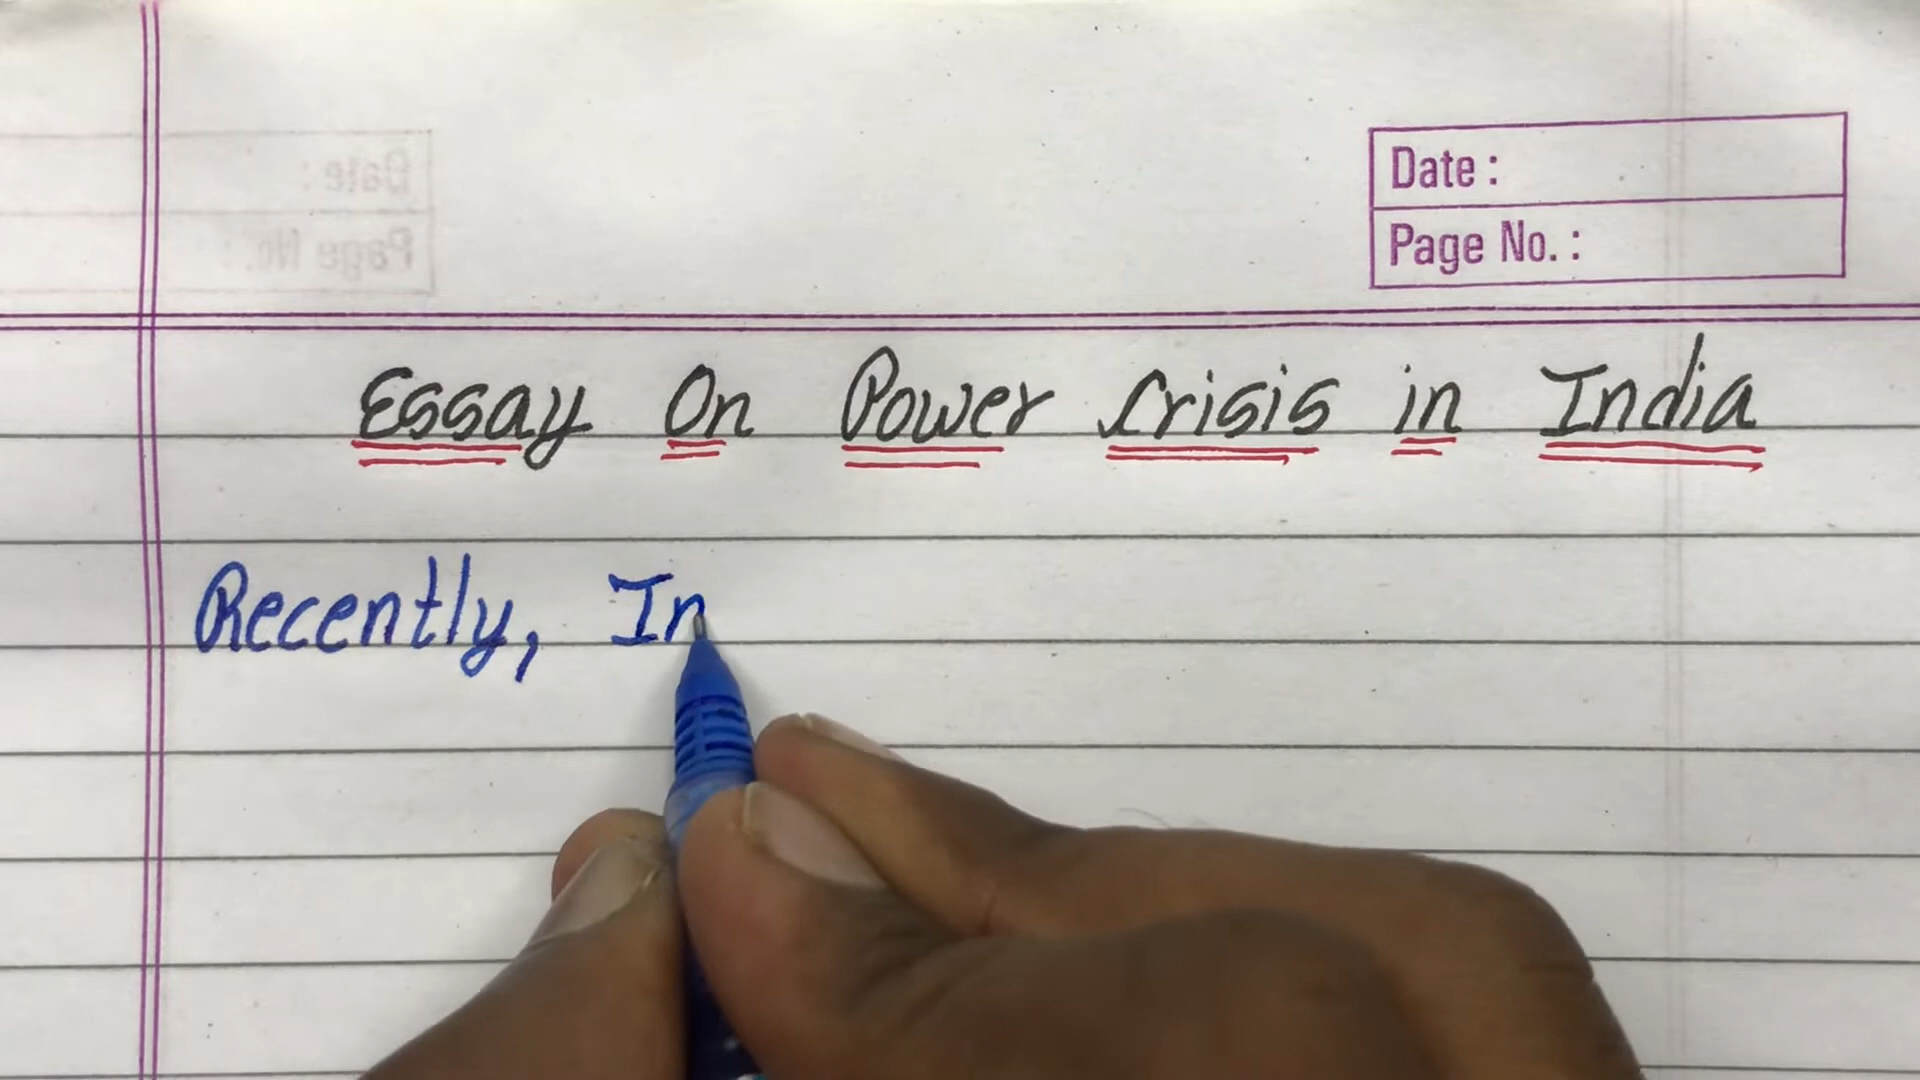 Date :
Page No. :
Essay On Power Crisis in India
Recently, In